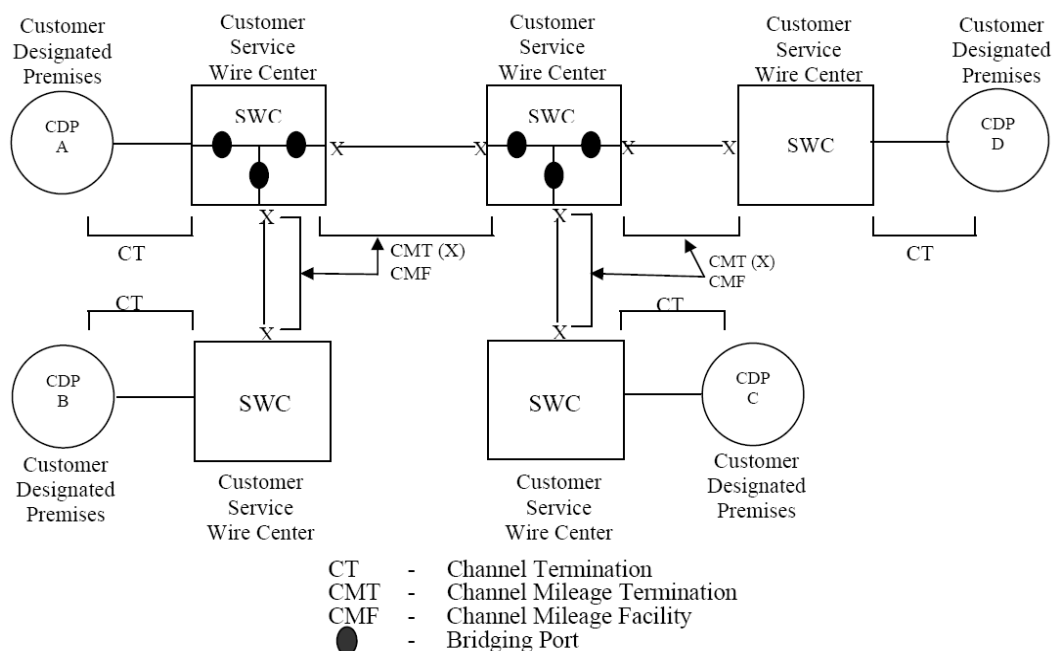 Customer
Designated
Premises
Customer
Service
Wire Center
Customer
Service
Wire Center
Customer
Service
Wire Center
Customer
Designated
Premises
CDP
A
SWC
X
X
SWC
X
X
SWC
CDP
D
X
X
CT
CMT (X)
CMF
CMT (X)
CMF
CT
CT
CT
X
X
CDP
B
SWC
SWC
CDP
C
Customer
Designated
Premises
Customer
Service
Wire Center
Customer
Service
Wire Center
Customer
Designated
Premises
CT - Channel Termination
CMT - Channel Mileage Termination
CMF - Channel Mileage Facility
- Bridging Port